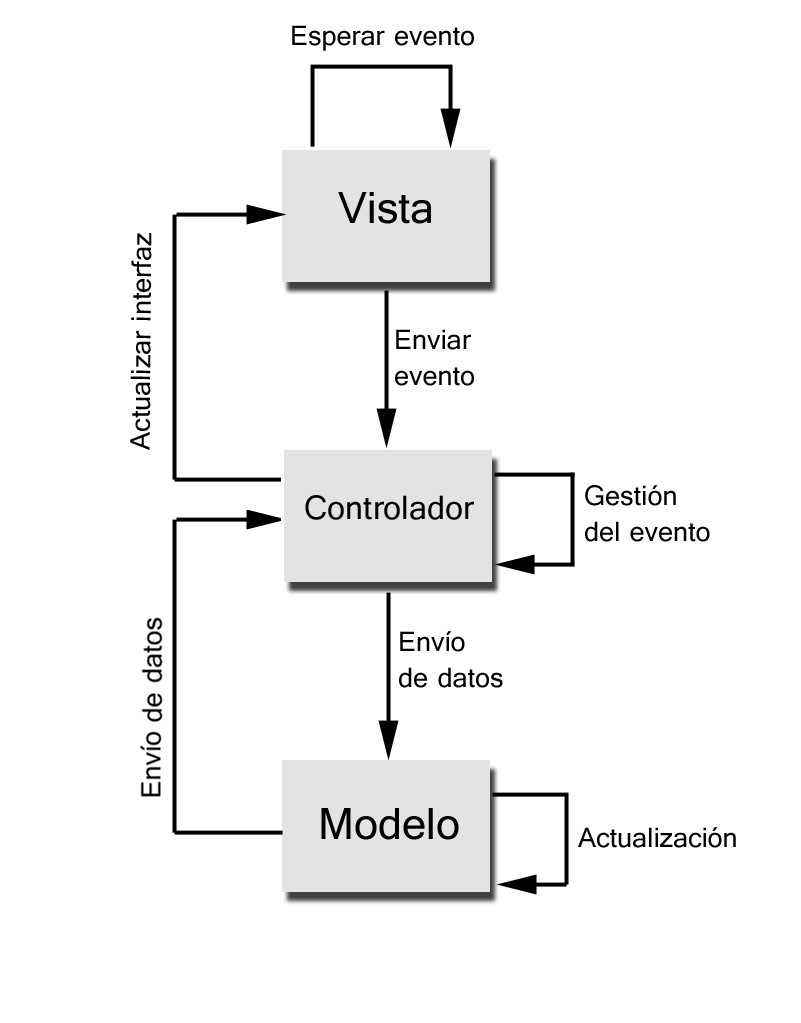 Esperar evento
Vista
Actualizar interfaz
Enviar
evento
Controlador
Gestión
del evento
Envío de datos
Envío
de datos
Modelo
Actualización